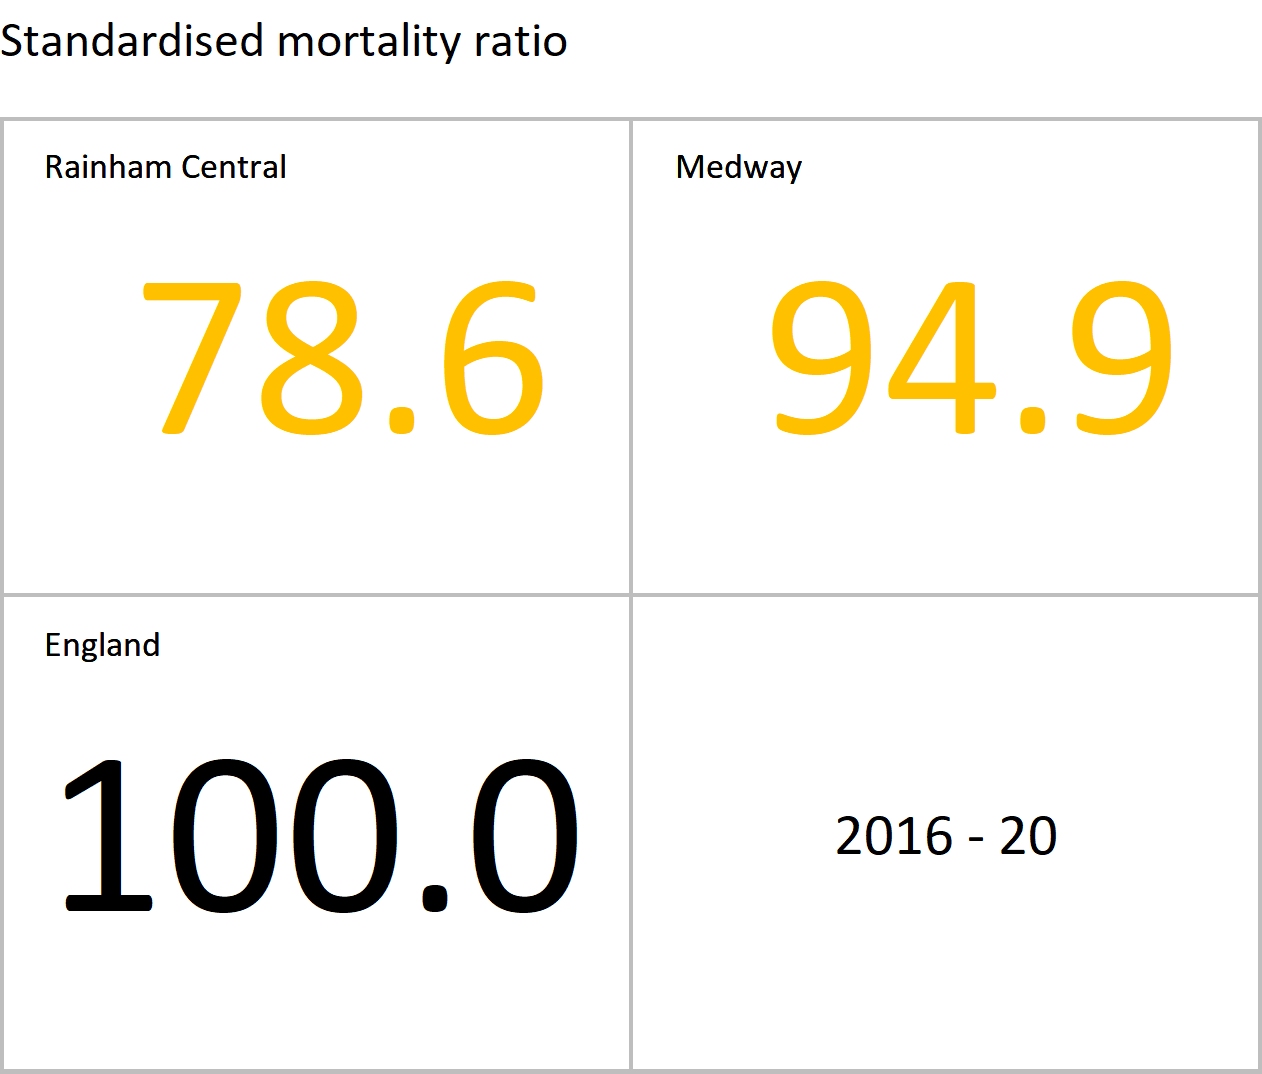 Standardised mortality ratio
Rainham Central
78.6
Medway
94.9
England
100.0
2016 - 20